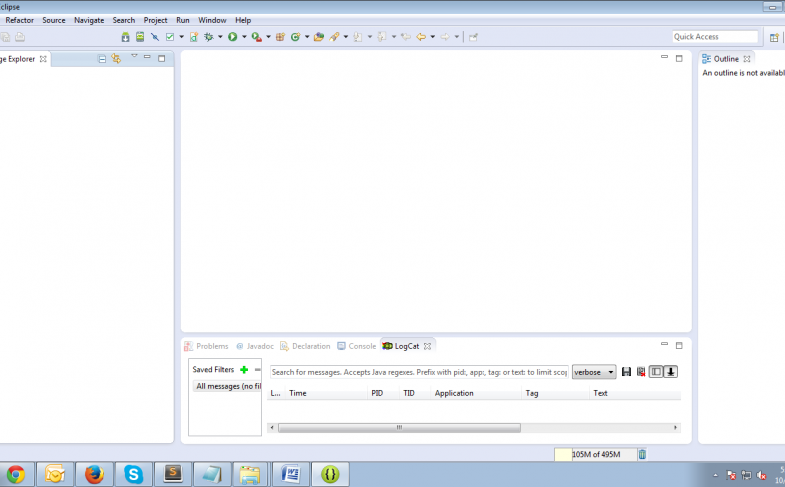 clipse
Refactor Source Navigate Search Project Run Window Help
Quick Access
ge Explorer
Outline
An outline is not availabl
Problems @ Javadoc Declaration Console LogCat
Saved Filters
Search for messages. Accepts Java regexes. Prefix with pid:, app:, tag: or text: to limit scop
verbose
All messages (no fil
L... Time PID TID Application Tag Text
105M of 495M
5
10.